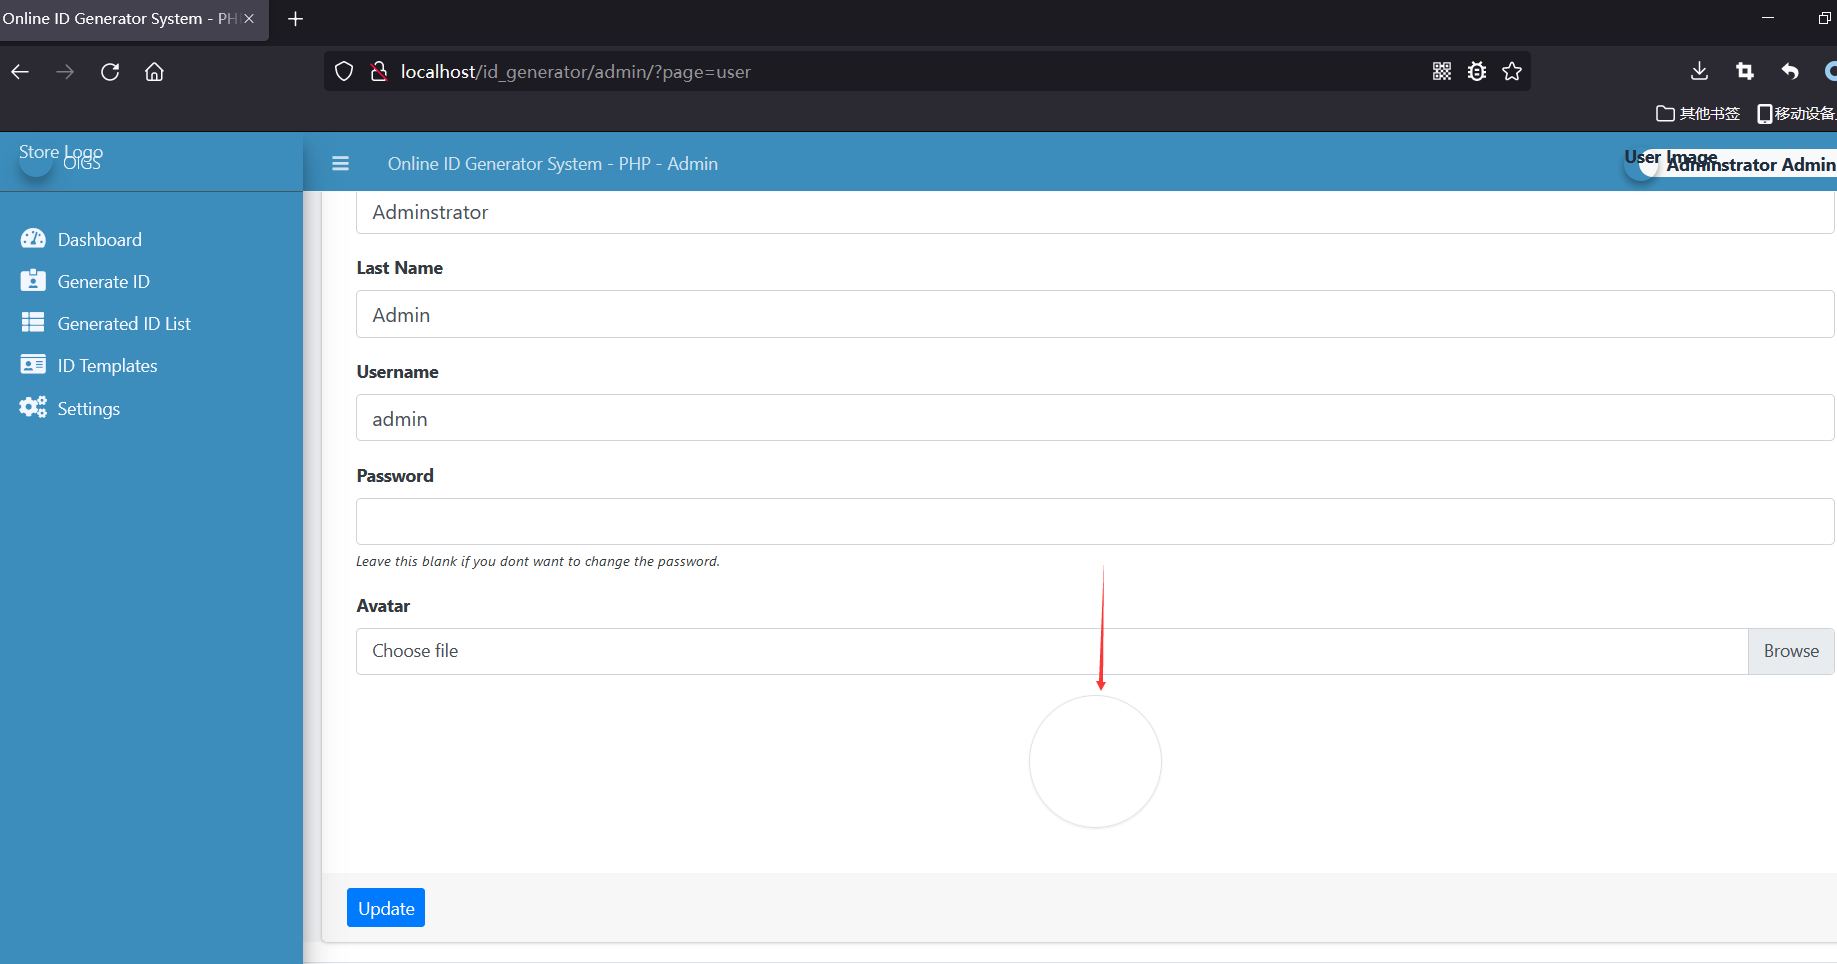 Online ID Generator System - PH
localhost/id_generator/admin/?page=user
其他书签
移动设备
Store Logo
OIGS
Online ID Generator System - PHP - Admin
User Image
Adminstrator Admin
Dashboard
Generate ID
Generated ID List
ID Templates
Settings
Adminstrator
Last Name
Admin
Username
admin
Password
Leave this blank if you dont want to change the password.
Avatar
Choose file
Browse
Update